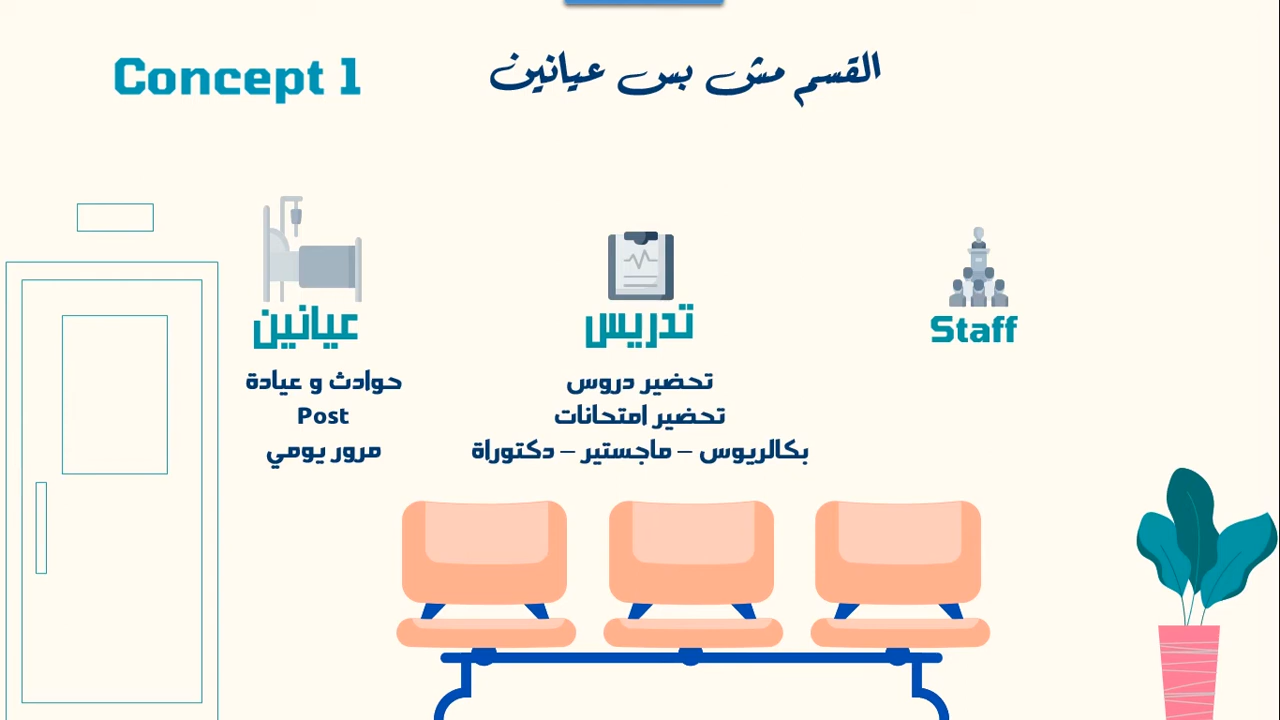 Concept 1
القسم مش بس عيانين
عيانين
حوادث و عيادة
Post
مرور يومي
تدريس
تحضير دروس
تحضير امتحانات
بكالريوس – ماجستير – دكتوراة
Staff